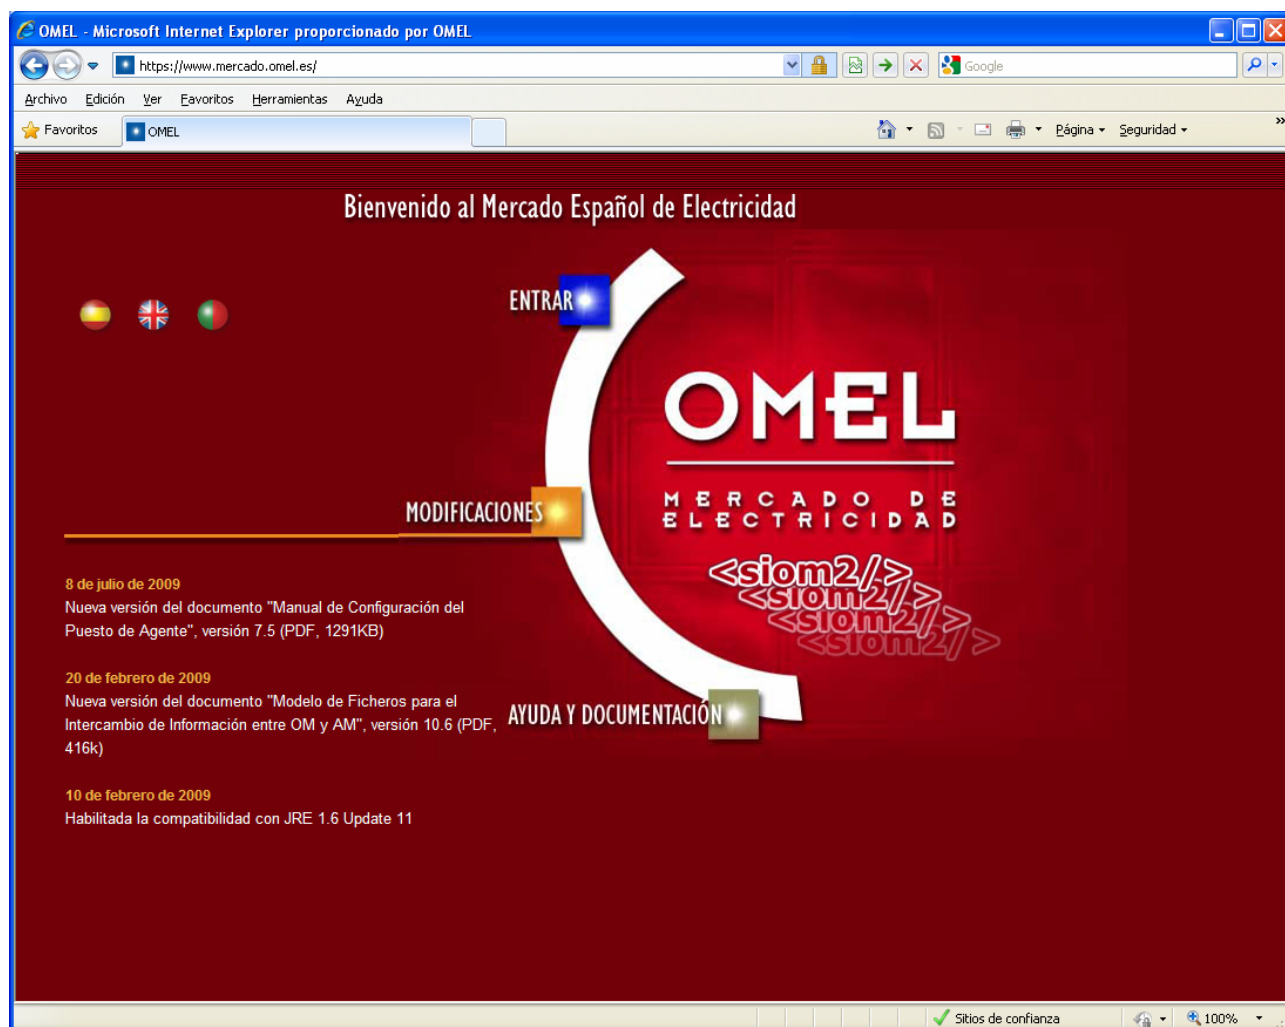 OMEL - Microsoft Internet Explorer proporcionado por OMEL
https://www.mercado.omel.es/
Google
Archivo Edición Ver Favoritos Herramientas Ayuda
Favoritos
OMEL
Página
Seguridad
»
Bienvenido al Mercado Español de Electricidad
ENTRAR
OMEL
MERCADO DE
ELECTRICIDAD
<siom2/>
<siom2/>
<siom2/>
<siom2/>
MODIFICACIONES
8 de julio de 2009
Nueva versión del documento "Manual de Configuración del
Puesto de Agente", versión 7.5 (PDF, 1291KB)
20 de febrero de 2009
Nueva versión del documento "Modelo de Ficheros para el
Intercambio de Información entre OM y AM", versión 10.6 (PDF,
416k)
AYUDA Y DOCUMENTACIÓN
10 de febrero de 2009
Habilitada la compatibilidad con JRE 1.6 Update 11
Sitios de confianza
100%